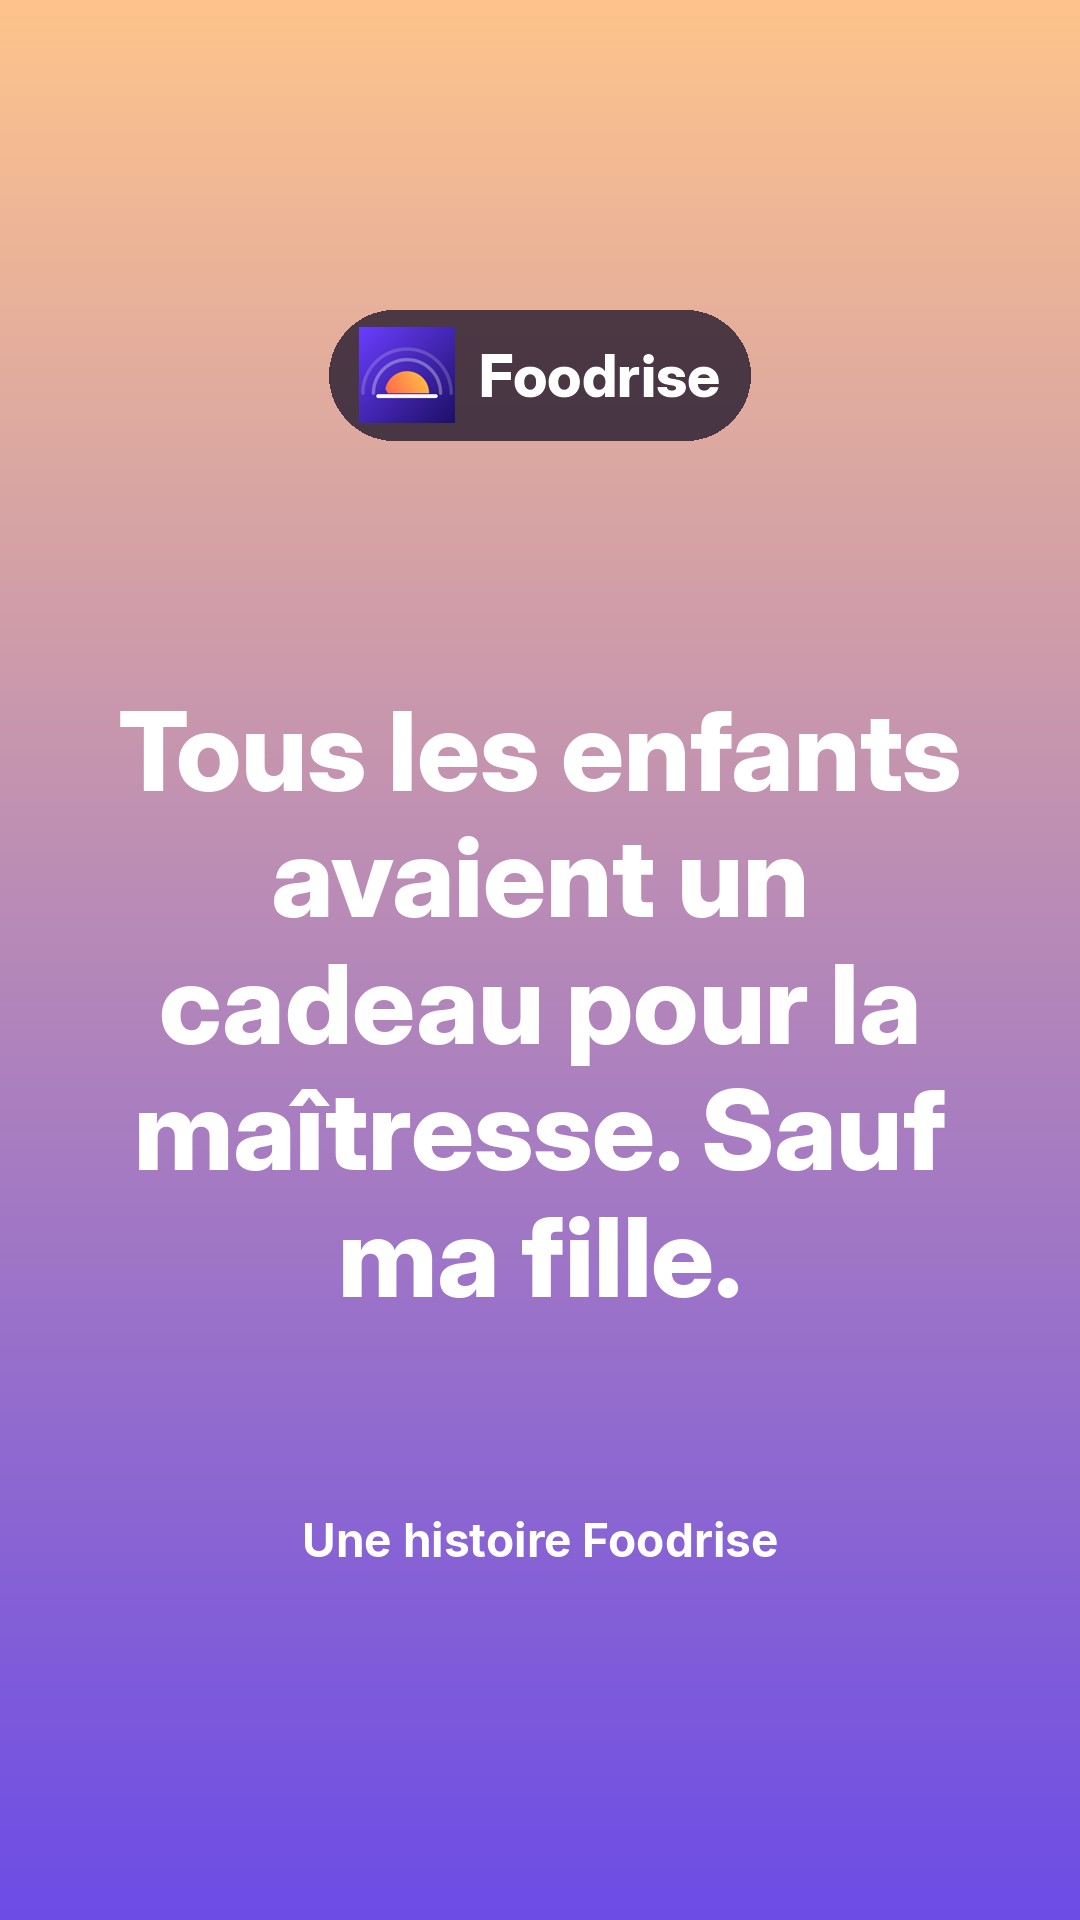 Foodrise
Tous les enfants
avaient un
cadeau pour la
maîtresse. Sauf
ma fille.
Une histoire Foodrise